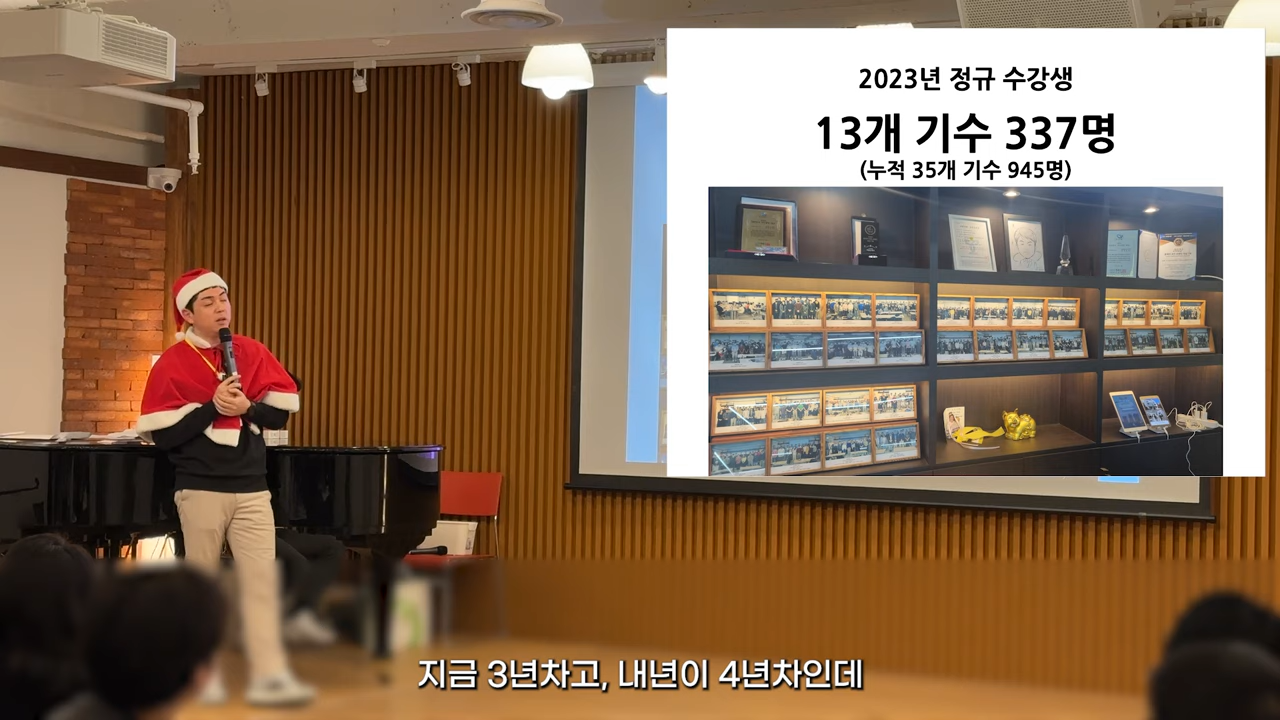 2023년 정규 수강생
13개 기수 337명
(누적 35개 기수 945명)
지금 3년차고, 내년이 4년차인데